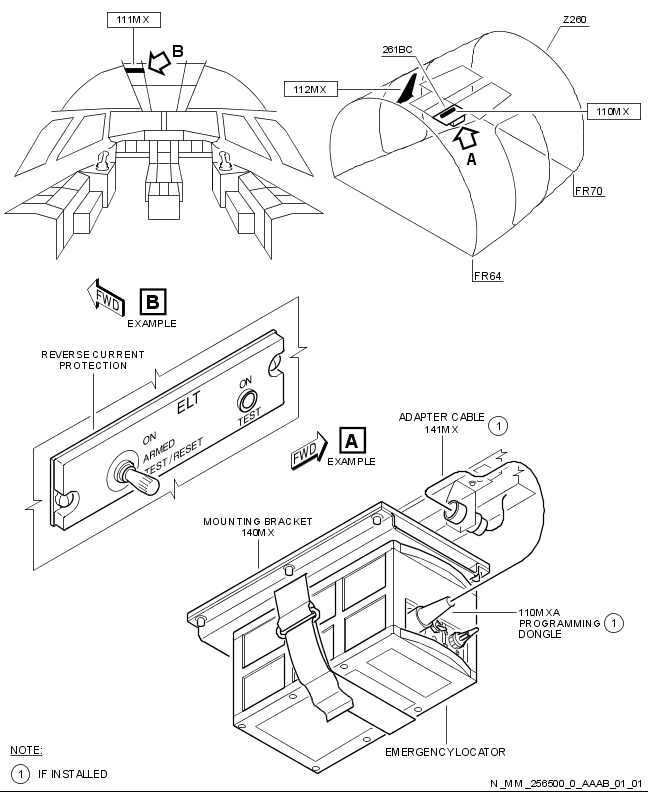 111MX
B
Z260
261BC
112MX
110MX
A
FR70
FR64
FWD
B
EXAMPLE
REVERSE CURRENT
PROTECTION
ON
ELT
TEST
ON
ARMED
TEST/RESET
FWD
A
EXAMPLE
ADAPTER CABLE
141MX
1
MOUNTING BRACKET
140MX
110MXA
PROGRAMMING
DONGLE
1
EMERGENCY LOCATOR
NOTE:
1 IF INSTALLED
N_MM_256500_0_AAAB_01_01